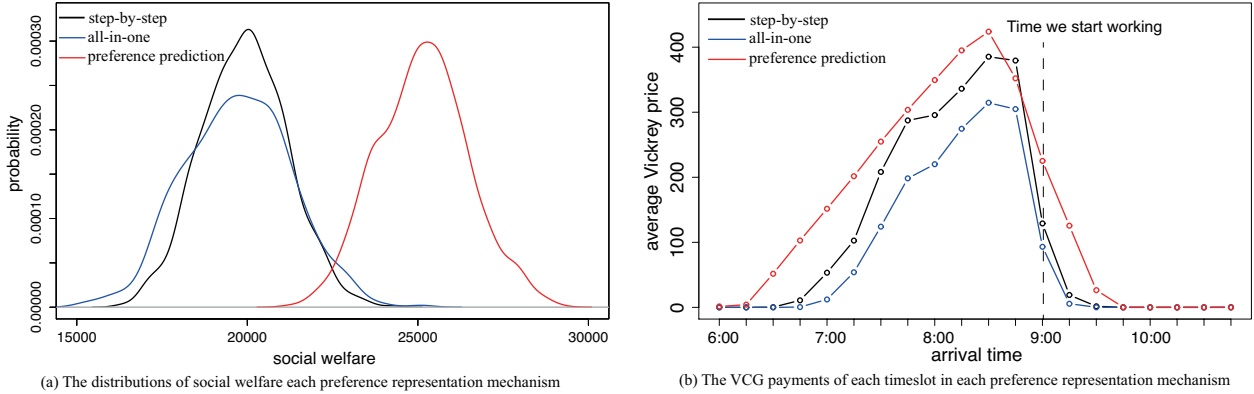 step-by-step
all-in-one
preference prediction
probability
0.00000
0.00010
0.00020
0.00030
15000
20000
25000
30000
social welfare
(a) The distributions of social welfare each preference representation mechanism
step-by-step
all-in-one
preference prediction
Time we start working
average Vickrey price
0
100
200
300
400
6:00
7:00
8:00
9:00
10:00
arrival time
(b) The VCG payments of each timeslot in each preference representation mechanism